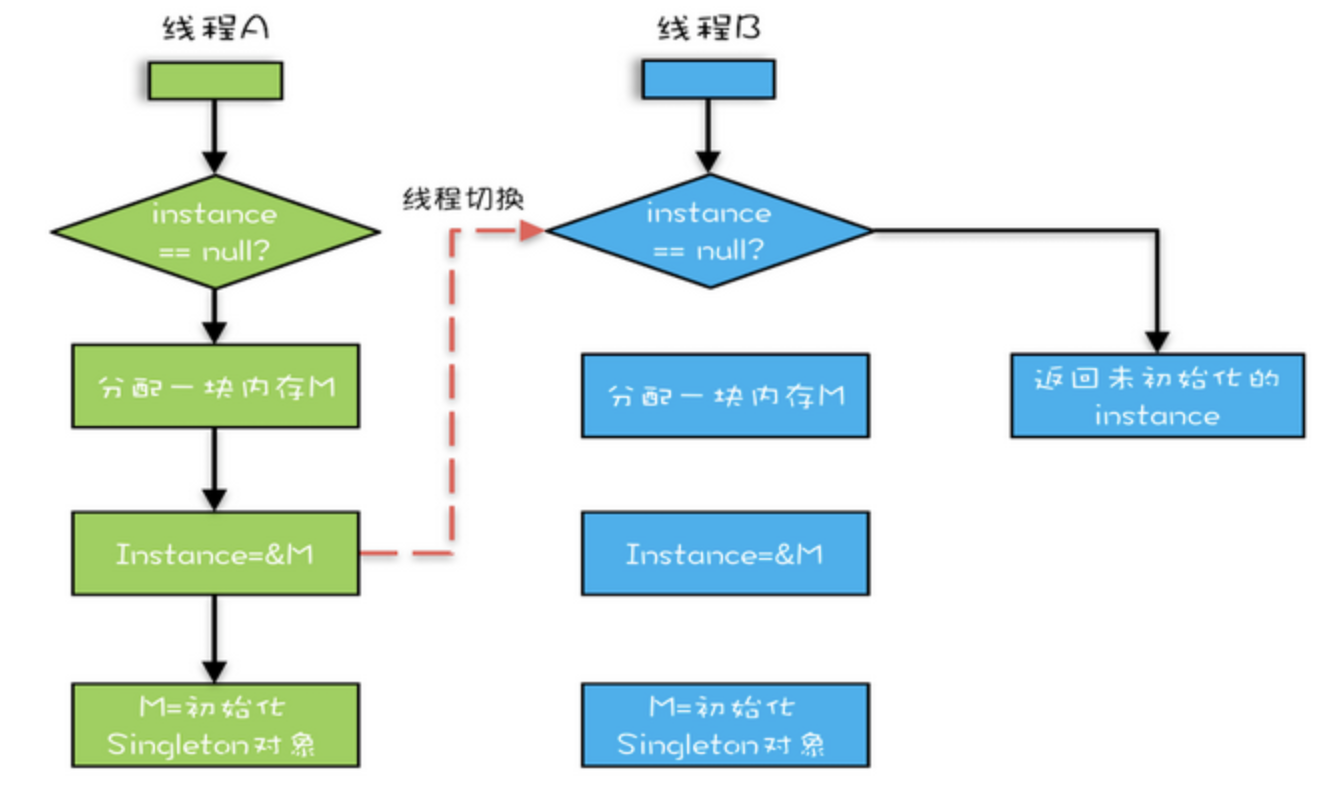 线程A
线程B
instance
== null?
线程切换
instance
== null?
分配一块内存M
分配一块内存M
返回未初始化的
instance
Instance=&M
Instance=&M
M=初始化
Singleton对象
M=初始化
Singleton对象